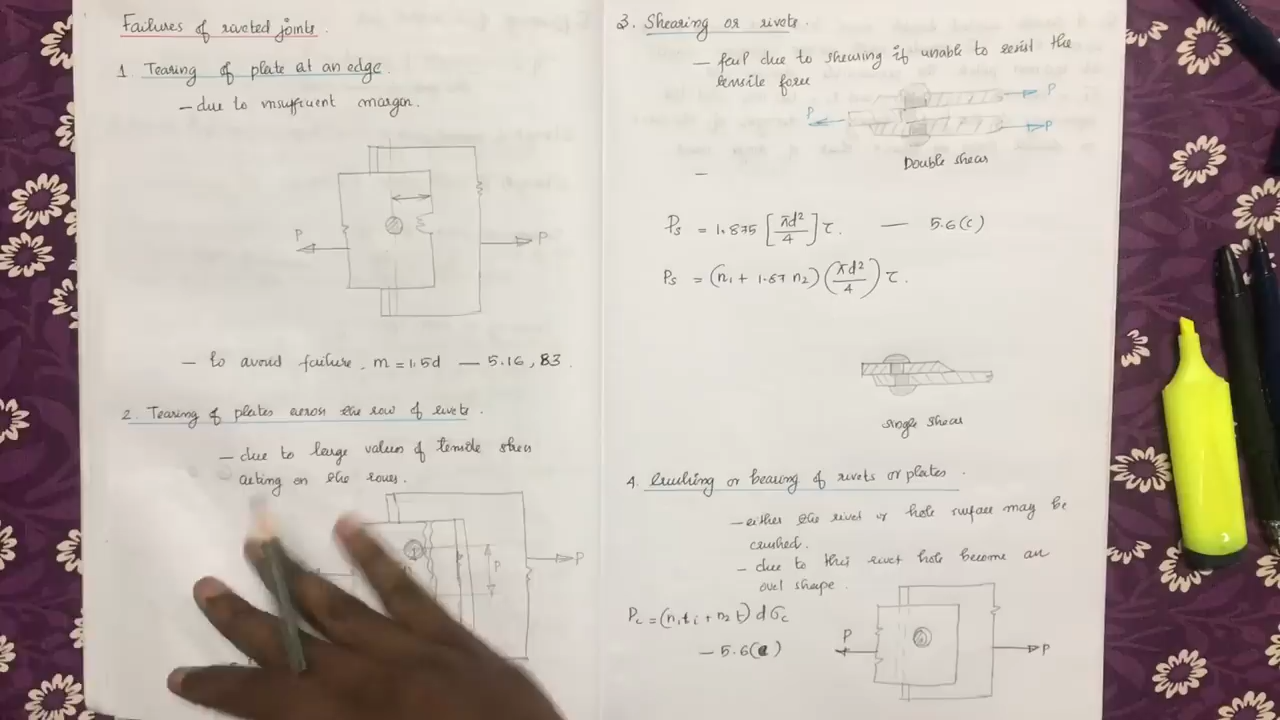 Failures of riveted joints.
1. Tearing of plate at an edge.
- due to insufficient margin.
P
P
- to avoid failure, m = 1.5d — 5.16, 83.
2. Tearing of plates across the row of rivets.
- due to large value of tensile stress
acting on the rows.
P
P
3. Shearing or rivets.
- fail due to shearing if unable to resist the
tensile force
P
P
P
Double shear
-
Ps = 1.875 [πd²/4] τ. — 5.6(c)
Ps = (n₁ + 1.87 n₂) (πd²/4) τ.
single shear
4. Crushing or bearing of rivets or plates.
- either the rivet or hole surface may be
crushed.
- due to this rivet hole become an
oval shape.
Pc = (n₁t₁ + n₂t) dσc
— 5.6(e)
P
P